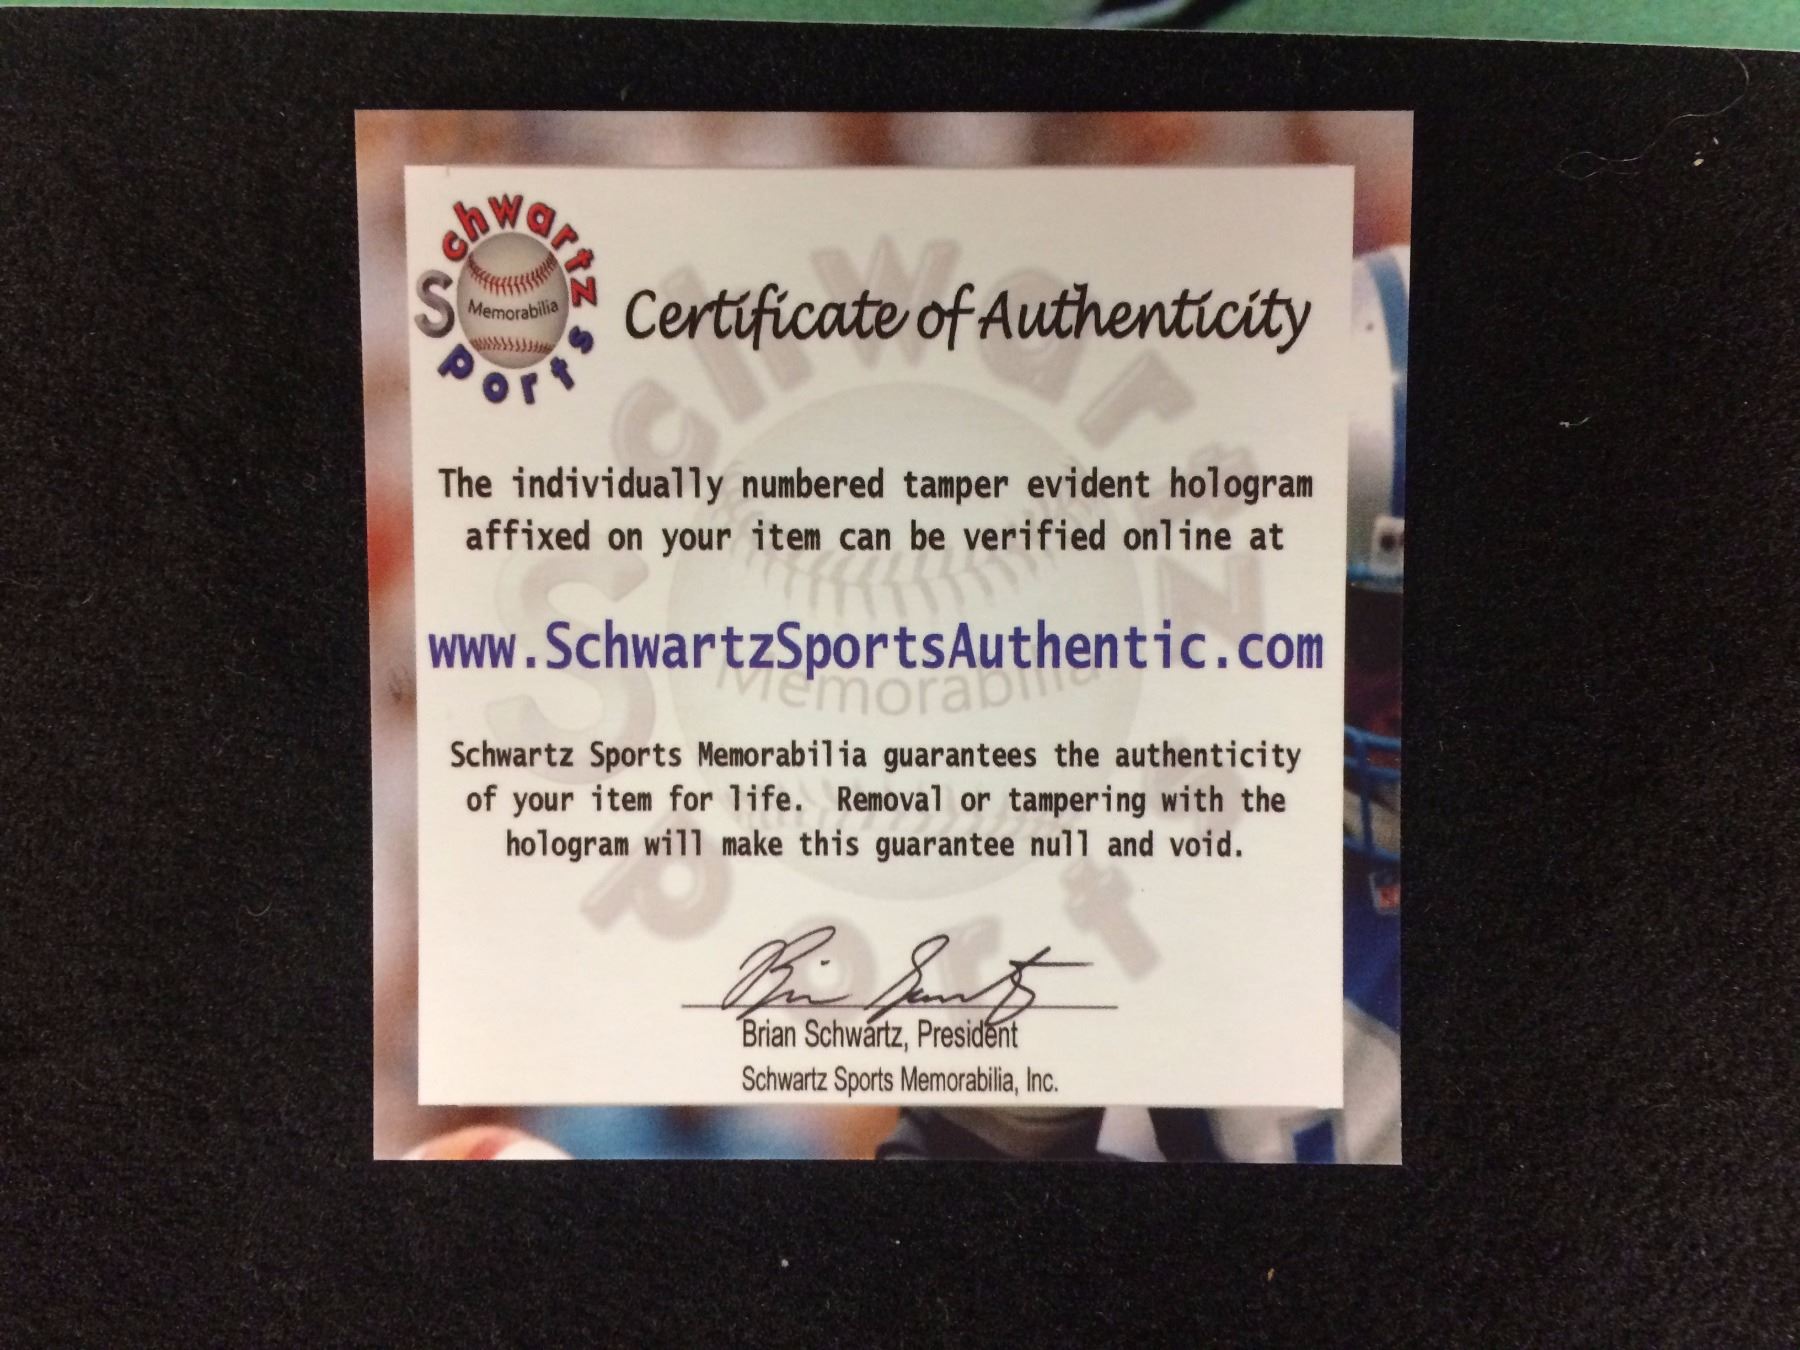 Schwartz
Sports
Memorabilia
Certificate of Authenticity
The individually numbered tamper evident hologram
affixed on your item can be verified online at
www.SchwartzSportsAuthentic.com
Schwartz Sports Memorabilia guarantees the authenticity
of your item for life. Removal or tampering with the
hologram will make this guarantee null and void.
Brian Schwartz
Brian Schwartz, President
Schwartz Sports Memorabilia, Inc.